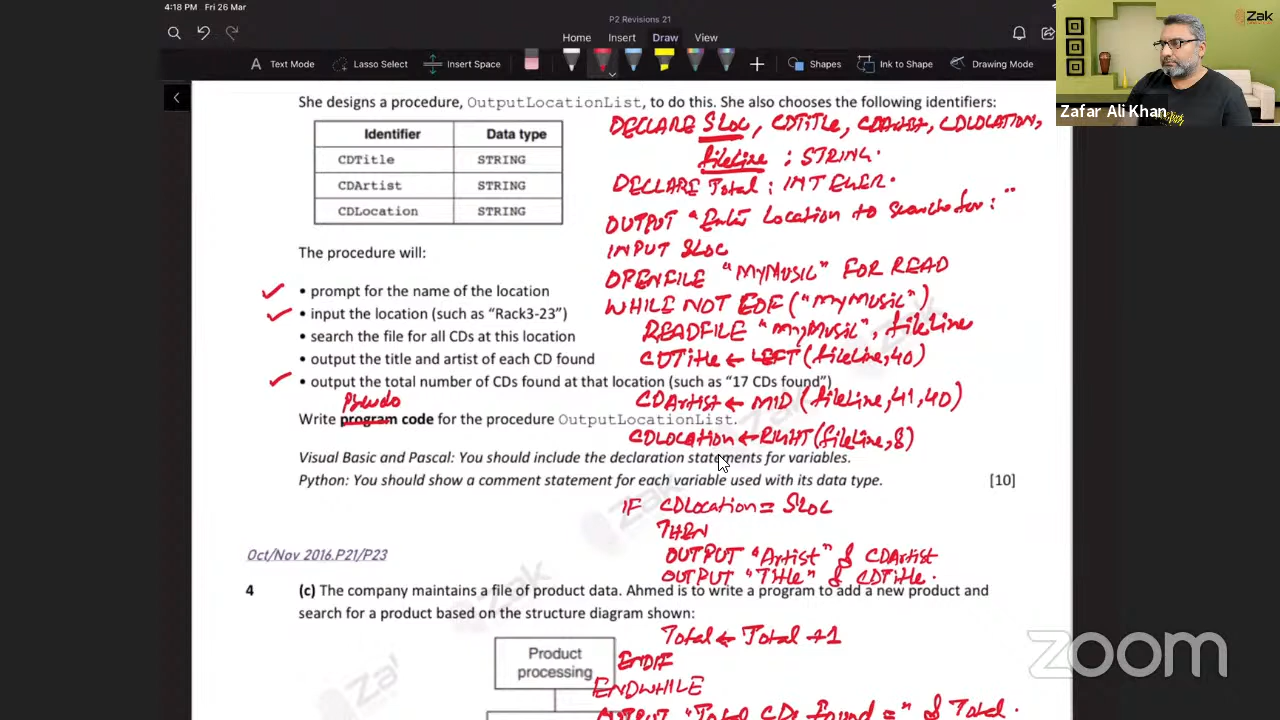 4:18 PM Fri 26 Mar
P2 Revisions 21
Home Insert Draw View
Text Mode Lasso Select Insert Space Shapes Ink to Shape Drawing Mode
Zak
Zafar Ali Khan
She designs a procedure, OutputLocationList, to do this. She also chooses the following identifiers:
Identifier Data type
CDTitle STRING
CDArtist STRING
CDLocation STRING
The procedure will:
• prompt for the name of the location
• input the location (such as “Rack3-23”)
• search the file for all CDs at this location
• output the title and artist of each CD found
• output the total number of CDs found at that location (such as “17 CDs found”)
Pseudo
Write program code for the procedure OutputLocationList.
Visual Basic and Pascal: You should include the declaration statements for variables.
Python: You should show a comment statement for each variable used with its data type. [10]
DECLARE SLOC, CDTITLE, CDArtist, CDLOCATION,
fileLine : STRING.
DECLARE Total : INTEGER.
OUTPUT "Enter Location to search for : "
INPUT SLOC
OPENFILE "MyMUSIC" FOR READ
WHILE NOT EOF ("MyMusic")
READFILE "MyMUSIC", fileLine
CDTitle ← LEFT (fileLine, 40)
CDArtist ← MID (fileLine, 41, 40)
CDLOCATION ← RIGHT (fileLine, 8)
IF CDLocation = SLOC
THEN
OUTPUT "Artist" & CDArtist
OUTPUT "Title" & CDTitle.
Total ← Total +1
ENDIF
ENDWHILE
OUTPUT "Total CDs found =" & Total.
Oct/Nov 2016.P21/P23
4 (c) The company maintains a file of product data. Ahmed is to write a program to add a new product and
search for a product based on the structure diagram shown:
Product
processing
Zak
Zak
Zak
zoom